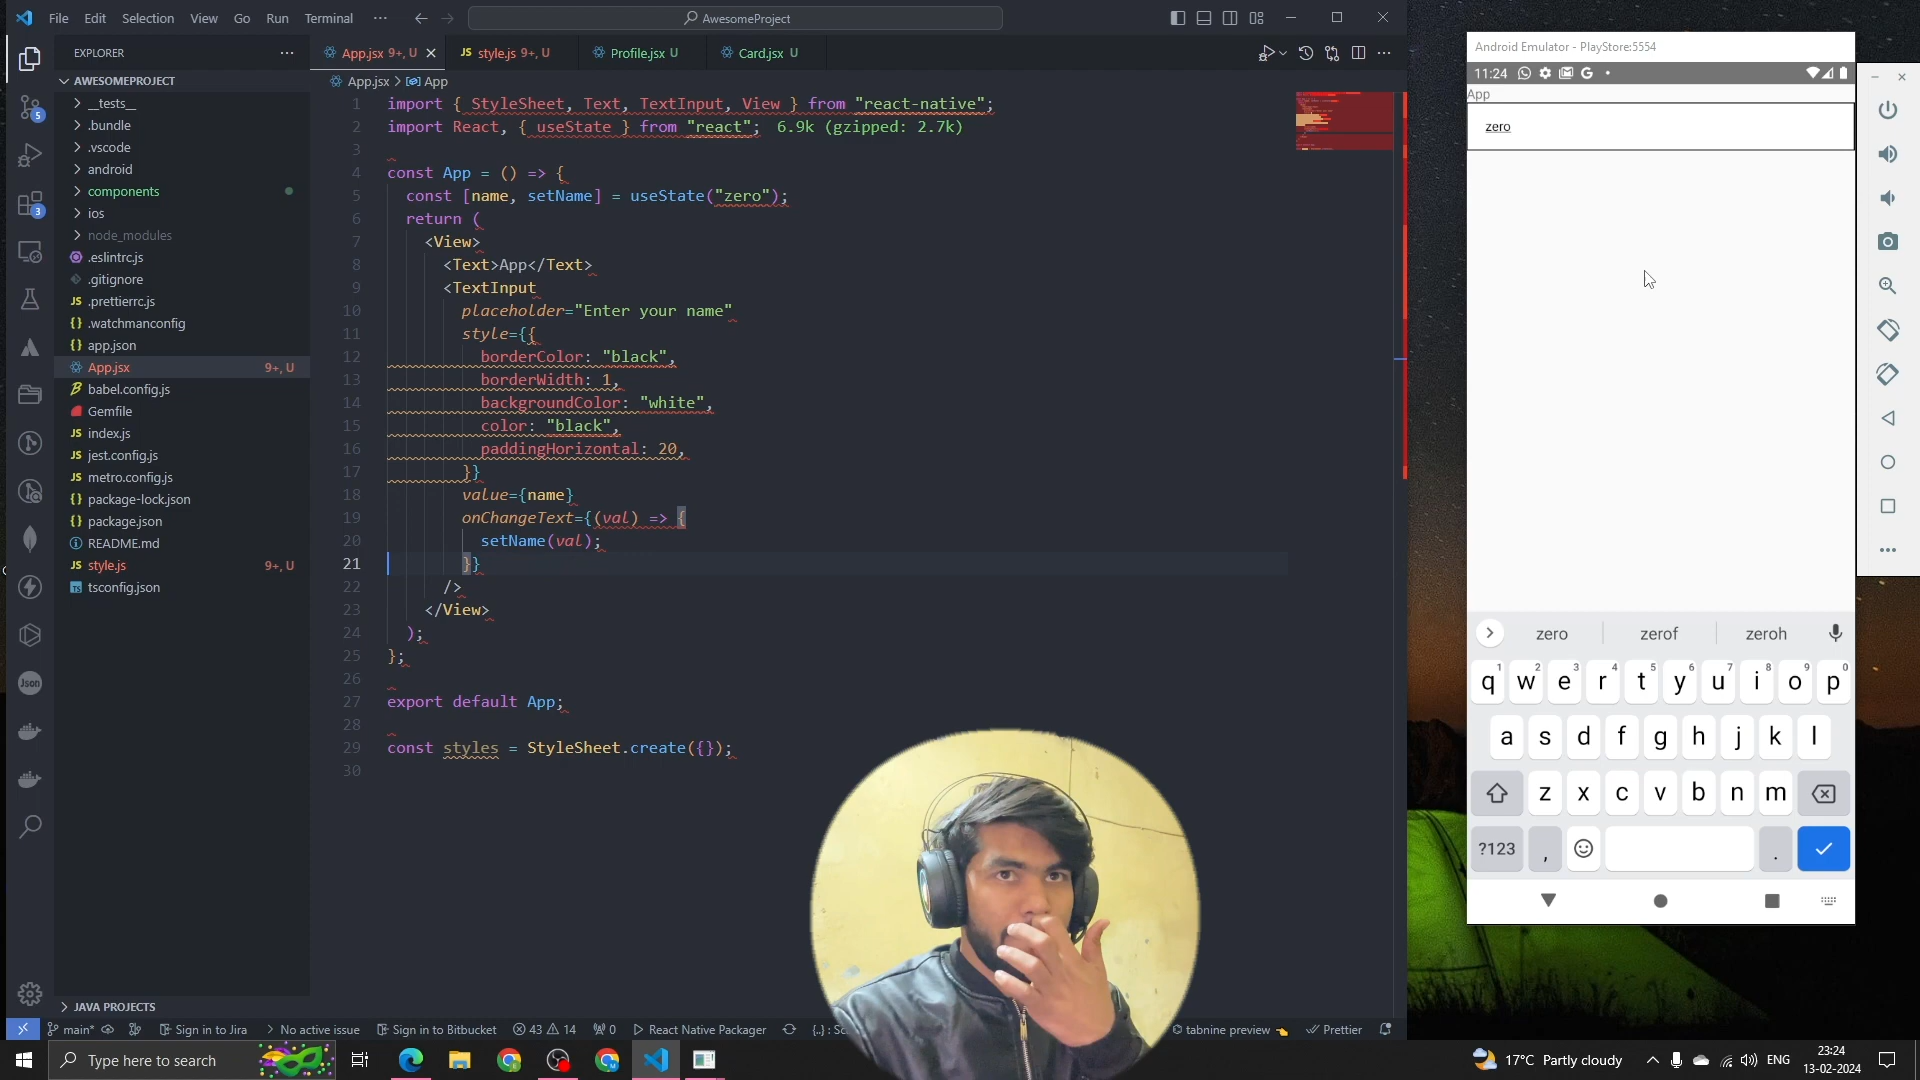 File Edit Selection View Go Run Terminal ···
AwesomeProject
EXPLORER
AWESOMEPROJECT
__tests__
.bundle
.vscode
android
components
ios
node_modules
.eslintrc.js
.gitignore
JS .prettierrc.js
{} .watchmanconfig
{} app.json
App.jsx 9+, U
babel.config.js
Gemfile
JS index.js
JS jest.config.js
JS metro.config.js
{} package-lock.json
{} package.json
README.md
JS style.js 9+, U
TS tsconfig.json
JAVA PROJECTS
5
3
Json
App.jsx 9+, U
JS style.js 9+, U
Profile.jsx U
Card.jsx U
App.jsx > App
1 import { StyleSheet, Text, TextInput, View } from "react-native";
2 import React, { useState } from "react"; 6.9k (gzipped: 2.7k)
3
4 const App = () => {
5 const [name, setName] = useState("zero");
6 return (
7 <View>
8 <Text>App</Text>
9 <TextInput
10 placeholder="Enter your name"
11 style={{
12 borderColor: "black",
13 borderWidth: 1,
14 backgroundColor: "white",
15 color: "black",
16 paddingHorizontal: 20,
17 }}
18 value={name}
19 onChangeText={(val) => {
20 setName(val);
21 }}
22 />
23 </View>
24 );
25 };
26
27 export default App;
28
29 const styles = StyleSheet.create({});
30
main* Sign in to Jira No active issue Sign in to Bitbucket 43 14 0 React Native Packager {..} : tabnine preview Prettier
Android Emulator - PlayStore:5554
11:24
App
zero
zero zerof zeroh
q1 w2 e3 r4 t5 y6 u7 i8 o9 p0
a s d f g h j k l
z x c v b n m
?123 , .
Type here to search
17°C Partly cloudy ENG
23:24
13-02-2024